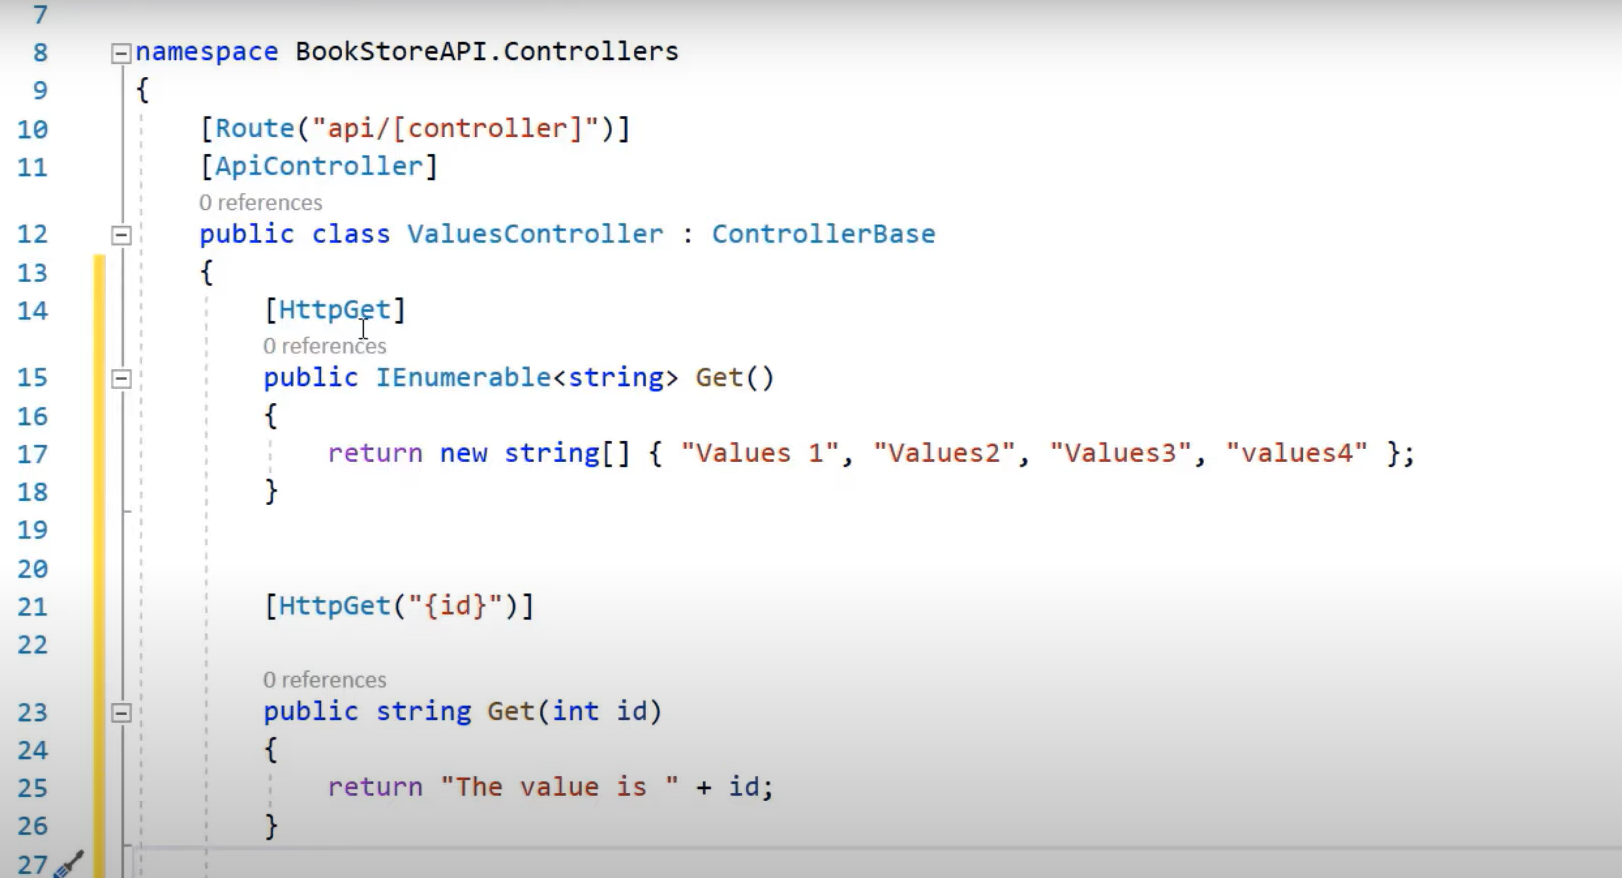 7
8 namespace BookStoreAPI.Controllers
9 {
10 [Route("api/[controller]")]
11 [ApiController]
0 references
12 public class ValuesController : ControllerBase
13 {
14 [HttpGet]
0 references
15 public IEnumerable<string> Get()
16 {
17 return new string[] { "Values 1", "Values2", "Values3", "values4" };
18 }
19
20
21 [HttpGet("{id}")]
22
0 references
23 public string Get(int id)
24 {
25 return "The value is " + id;
26 }
27